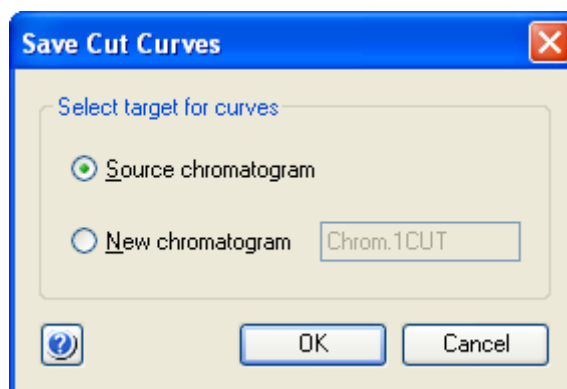 Save Cut Curves
Select target for curves
Source chromatogram
New chromatogram Chrom.1CUT
OK Cancel